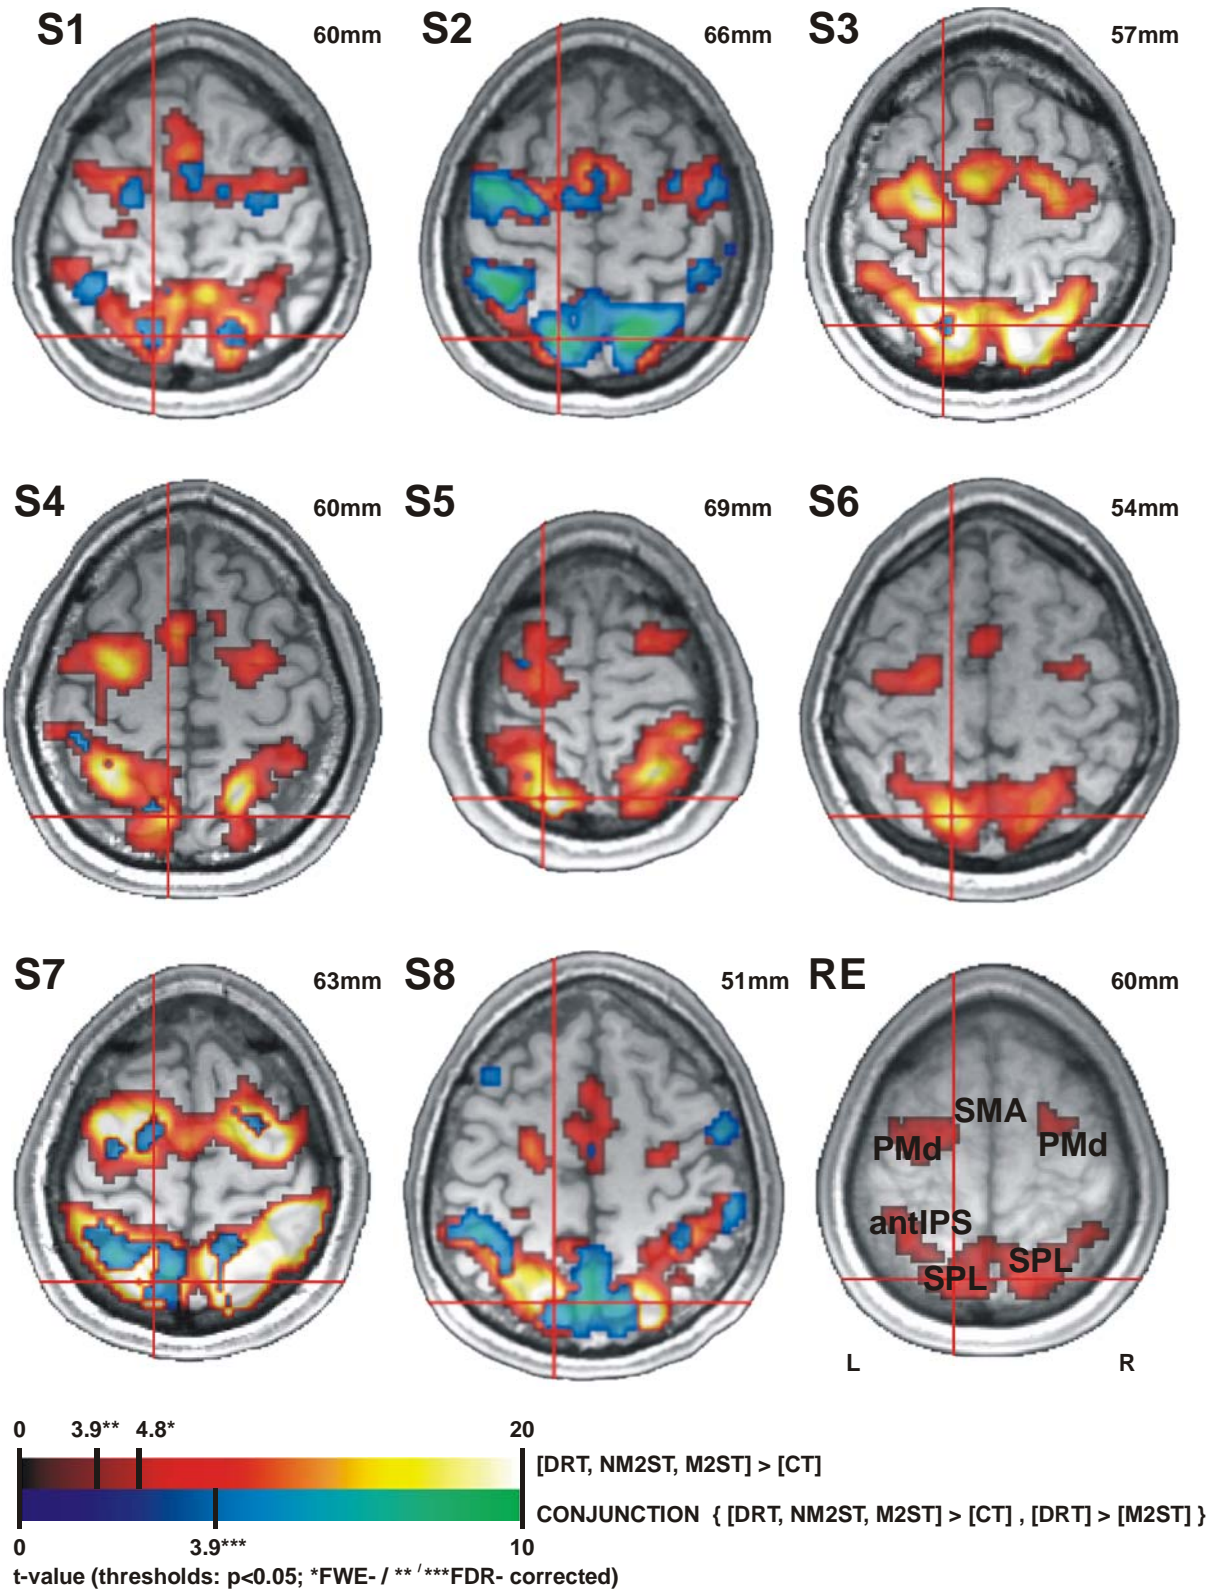 S1 60mm S2 66mm S3 57mm
S4 60mm S5 69mm S6 54mm
S7 63mm S8 51mm RE 60mm
SMA
PMd PMd
antIPS
SPL SPL
L R
0 3.9** 4.8* 20
[DRT, NM2ST, M2ST] > [CT]
CONJUNCTION { [DRT, NM2ST, M2ST] > [CT] , [DRT] > [M2ST] }
0 3.9*** 10
t-value (thresholds: p<0.05; *FWE- / ** / ***FDR- corrected)